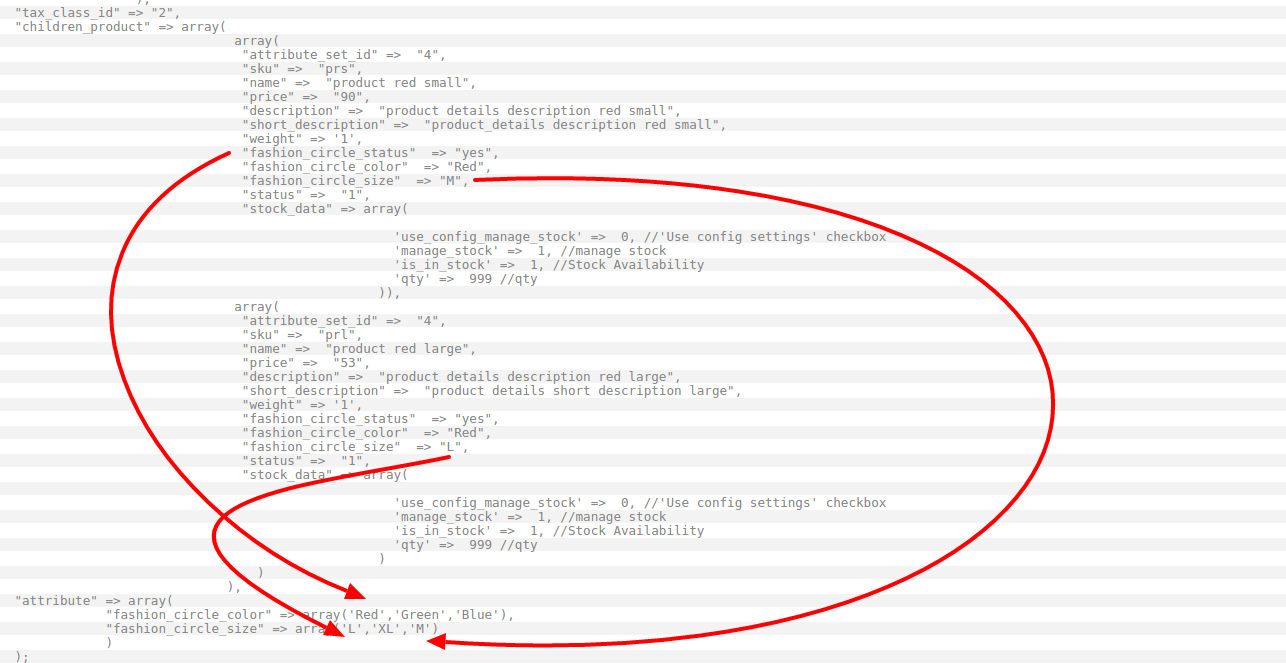 );
"tax_class_id" => "2",
"children_product" => array(
array(
"attribute_set_id" => "4",
"sku" => "prs",
"name" => "product red small",
"price" => "90",
"description" => "product details description red small",
"short_description" => "product_details description red small",
"weight" => '1',
"fashion_circle_status" => "yes",
"fashion_circle_color" => "Red",
"fashion_circle_size" => "M",
"status" => "1",
"stock_data" => array(
'use_config_manage_stock' => 0, //'Use config settings' checkbox
'manage_stock' => 1, //manage stock
'is_in_stock' => 1, //Stock Availability
'qty' => 999 //qty
)),
array(
"attribute_set_id" => "4",
"sku" => "prl",
"name" => "product red large",
"price" => "53",
"description" => "product details description red large",
"short_description" => "product details short description large",
"weight" => '1',
"fashion_circle_status" => "yes",
"fashion_circle_color" => "Red",
"fashion_circle_size" => "L",
"status" => "1",
"stock_data" => array(
'use_config_manage_stock' => 0, //'Use config settings' checkbox
'manage_stock' => 1, //manage stock
'is_in_stock' => 1, //Stock Availability
'qty' => 999 //qty
)
)
),
"attribute" => array(
"fashion_circle_color" => array('Red','Green','Blue'),
"fashion_circle_size" => array('L','XL','M')
)
);